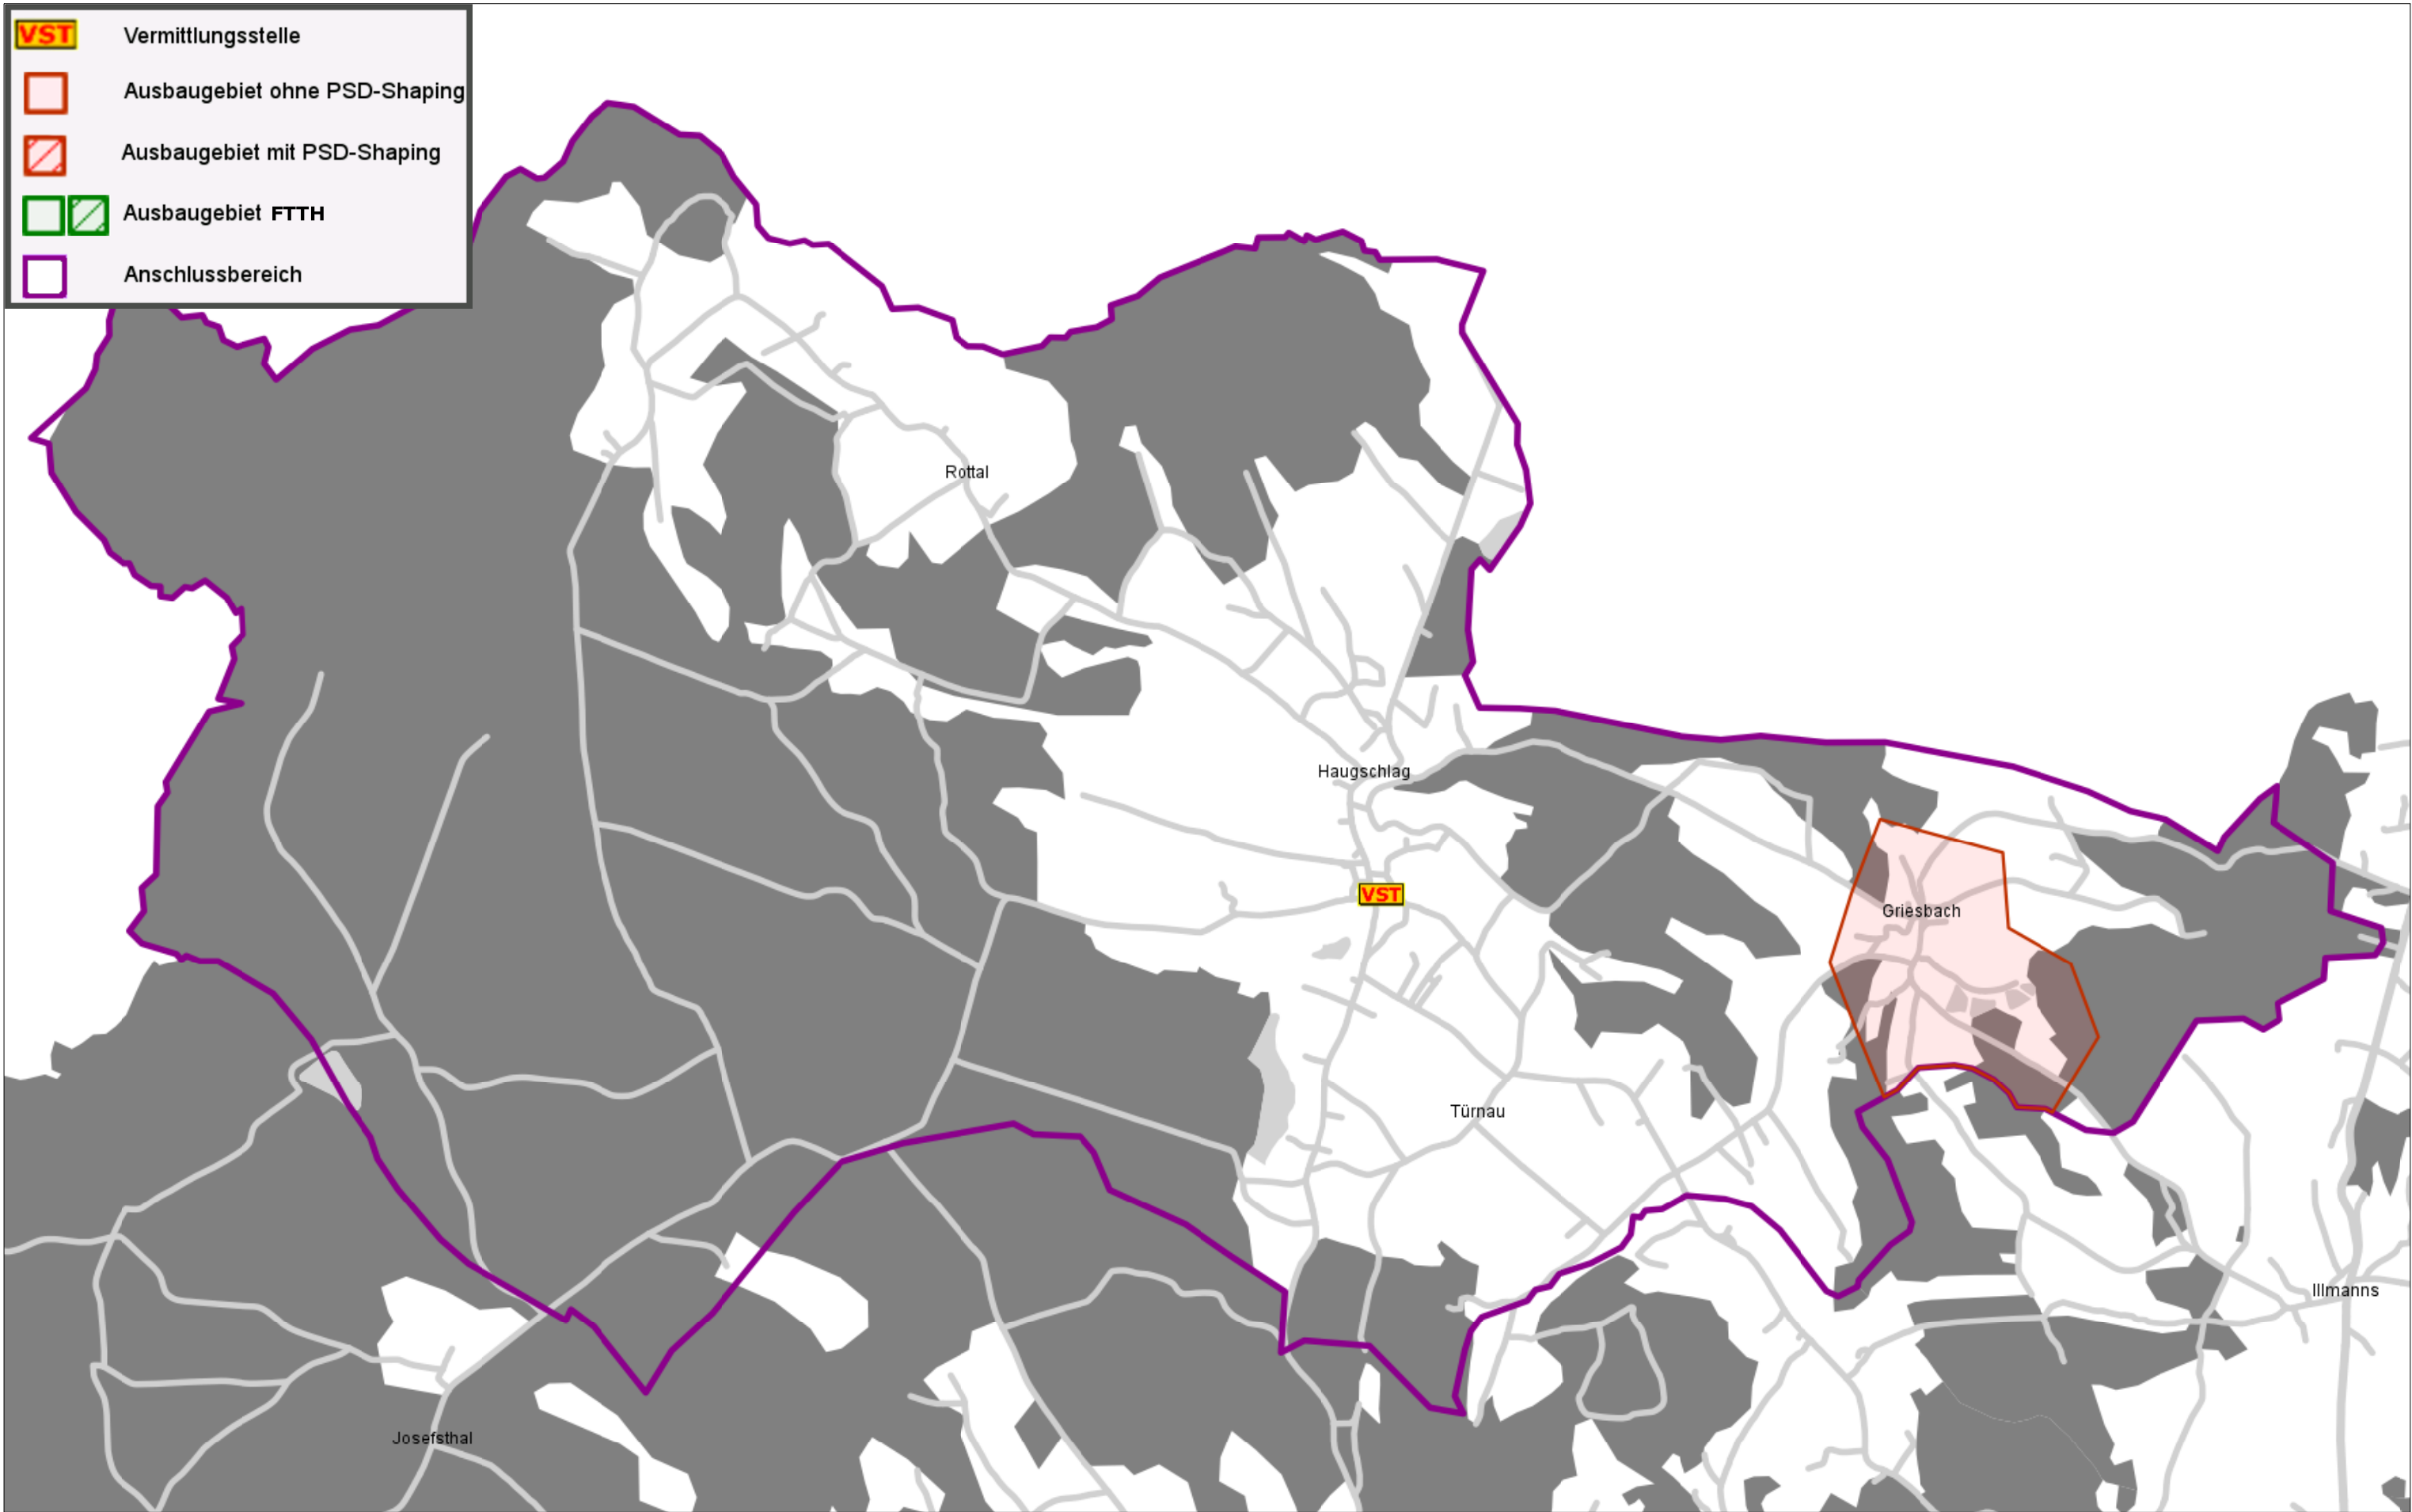 VST Vermittlungsstelle
Ausbaugebiet ohne PSD-Shaping
Ausbaugebiet mit PSD-Shaping
Ausbaugebiet FTTH
Anschlussbereich
Rottal
Haugschlag
VST
Griesbach
Türnau
Illmanns
Josefsthal